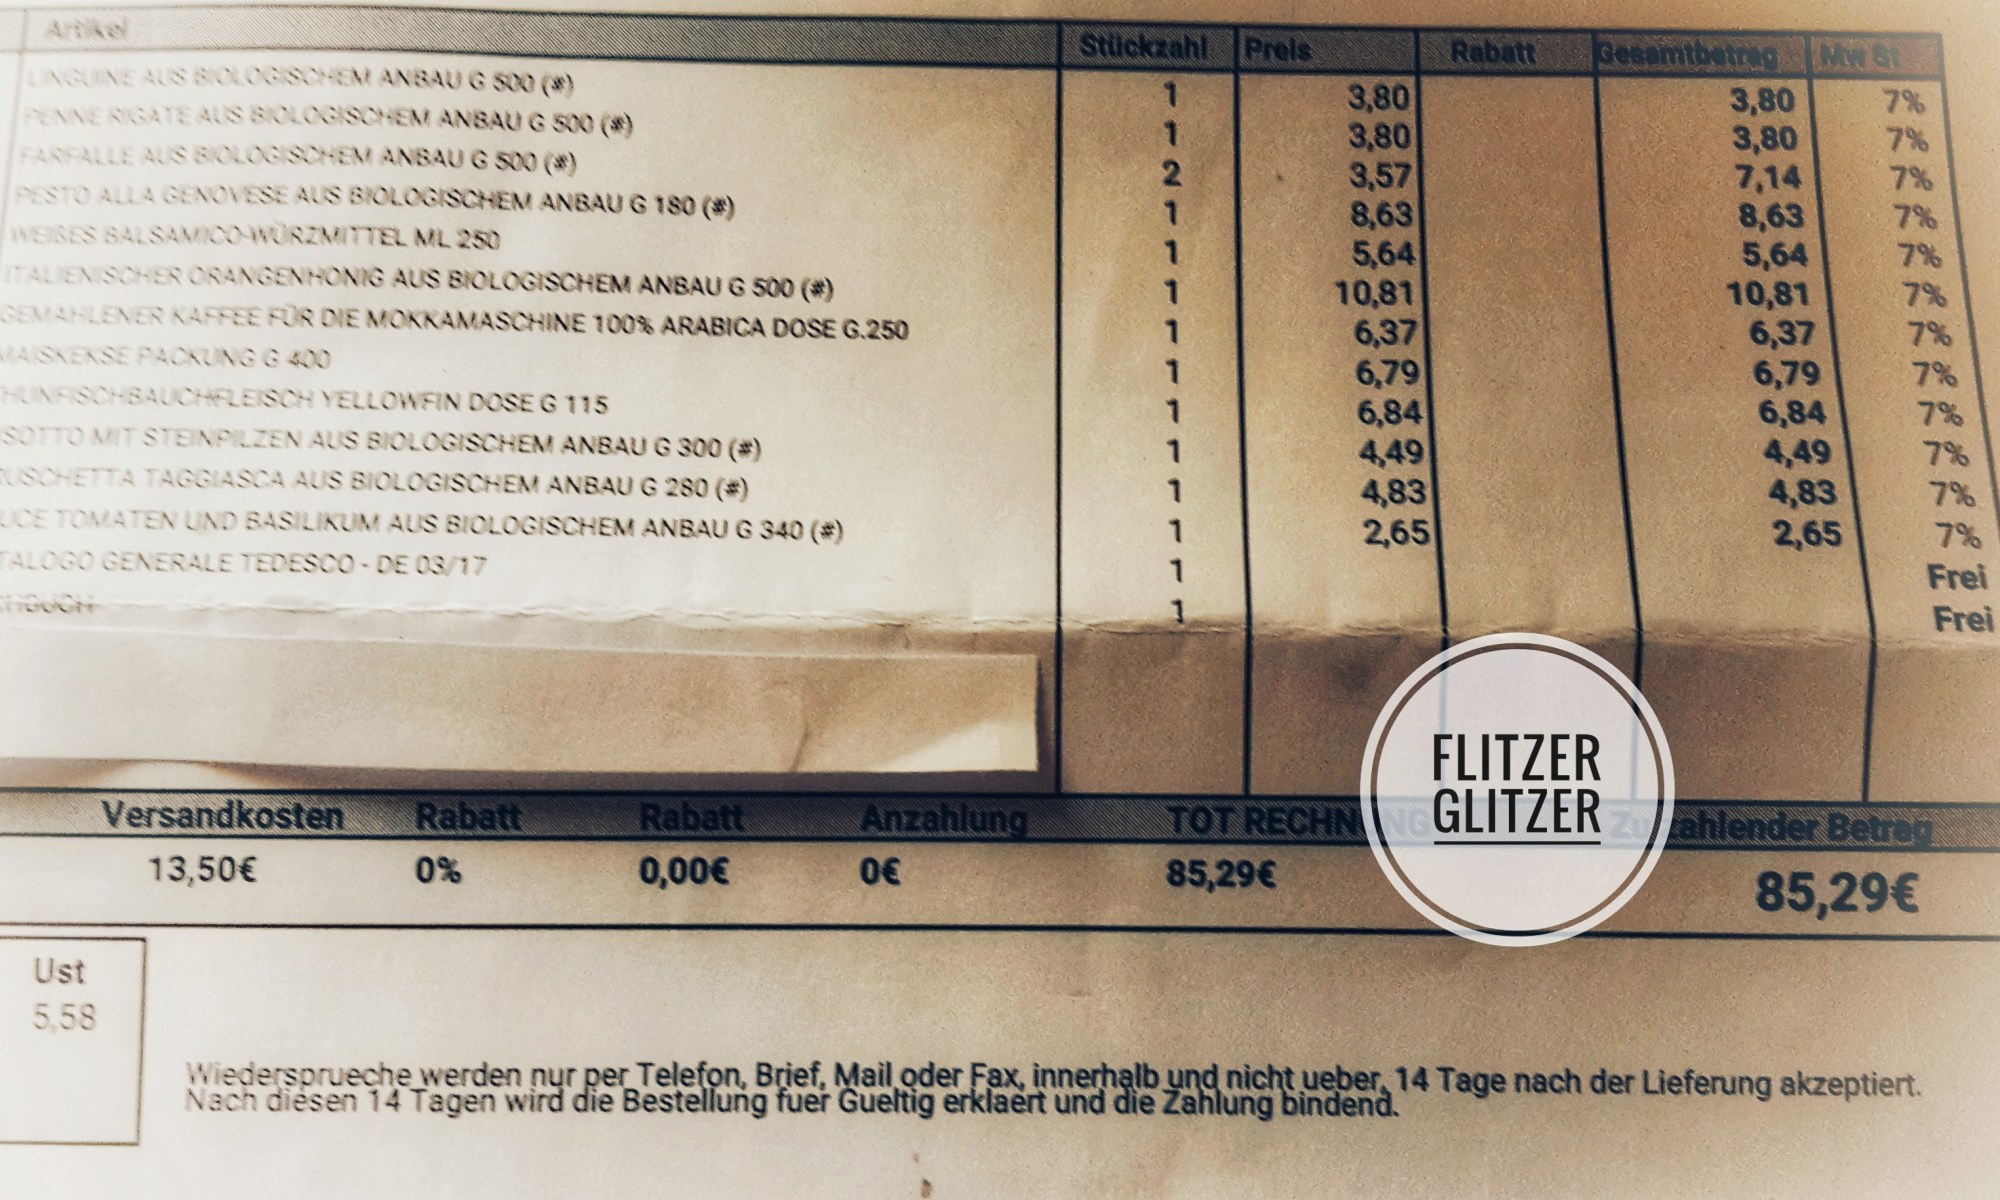 Artikel Stückzahl Preis Rabatt Gesamtbetrag Mw St
LINGUINE AUS BIOLOGISCHEM ANBAU G 500 (#) 1 3,80 3,80 7%
PENNE RIGATE AUS BIOLOGISCHEM ANBAU G 500 (#) 1 3,80 3,80 7%
FARFALLE AUS BIOLOGISCHEM ANBAU G 500 (#) 2 3,57 7,14 7%
PESTO ALLA GENOVESE AUS BIOLOGISCHEM ANBAU G 180 (#) 1 8,63 8,63 7%
WEIßES BALSAMICO-WÜRZMITTEL ML 250 1 5,64 5,64 7%
ITALIENISCHER ORANGENHONIG AUS BIOLOGISCHEM ANBAU G 500 (#) 1 10,81 10,81 7%
GEMAHLENER KAFFEE FÜR DIE MOKKAMASCHINE 100% ARABICA DOSE G.250 1 6,37 6,37 7%
MAISKEKSE PACKUNG G 400 1 6,79 6,79 7%
THUNFISCHBAUCHFLEISCH YELLOWFIN DOSE G 115 1 6,84 6,84 7%
SOTTO MIT STEINPILZEN AUS BIOLOGISCHEM ANBAU G 300 (#) 1 4,49 4,49 7%
RUSCHETTA TAGGIASCA AUS BIOLOGISCHEM ANBAU G 280 (#) 1 4,83 4,83 7%
UCE TOMATEN UND BASILIKUM AUS BIOLOGISCHEM ANBAU G 340 (#) 1 2,65 2,65 7%
TALOGO GENERALE TEDESCO - DE 03/17 1 Frei
CHBUCH 1 Frei
FLITZER
GLITZER
Versandkosten Rabatt Rabatt Anzahlung TOT RECHNUNG Zu zahlender Betrag
13,50€ 0% 0,00€ 0€ 85,29€ 85,29€
Ust
5,58
Wiedersprueche werden nur per Telefon, Brief, Mail oder Fax, innerhalb und nicht ueber, 14 Tage nach der Lieferung akzeptiert.
Nach diesen 14 Tagen wird die Bestellung fuer Gueltig erklaert und die Zahlung bindend.